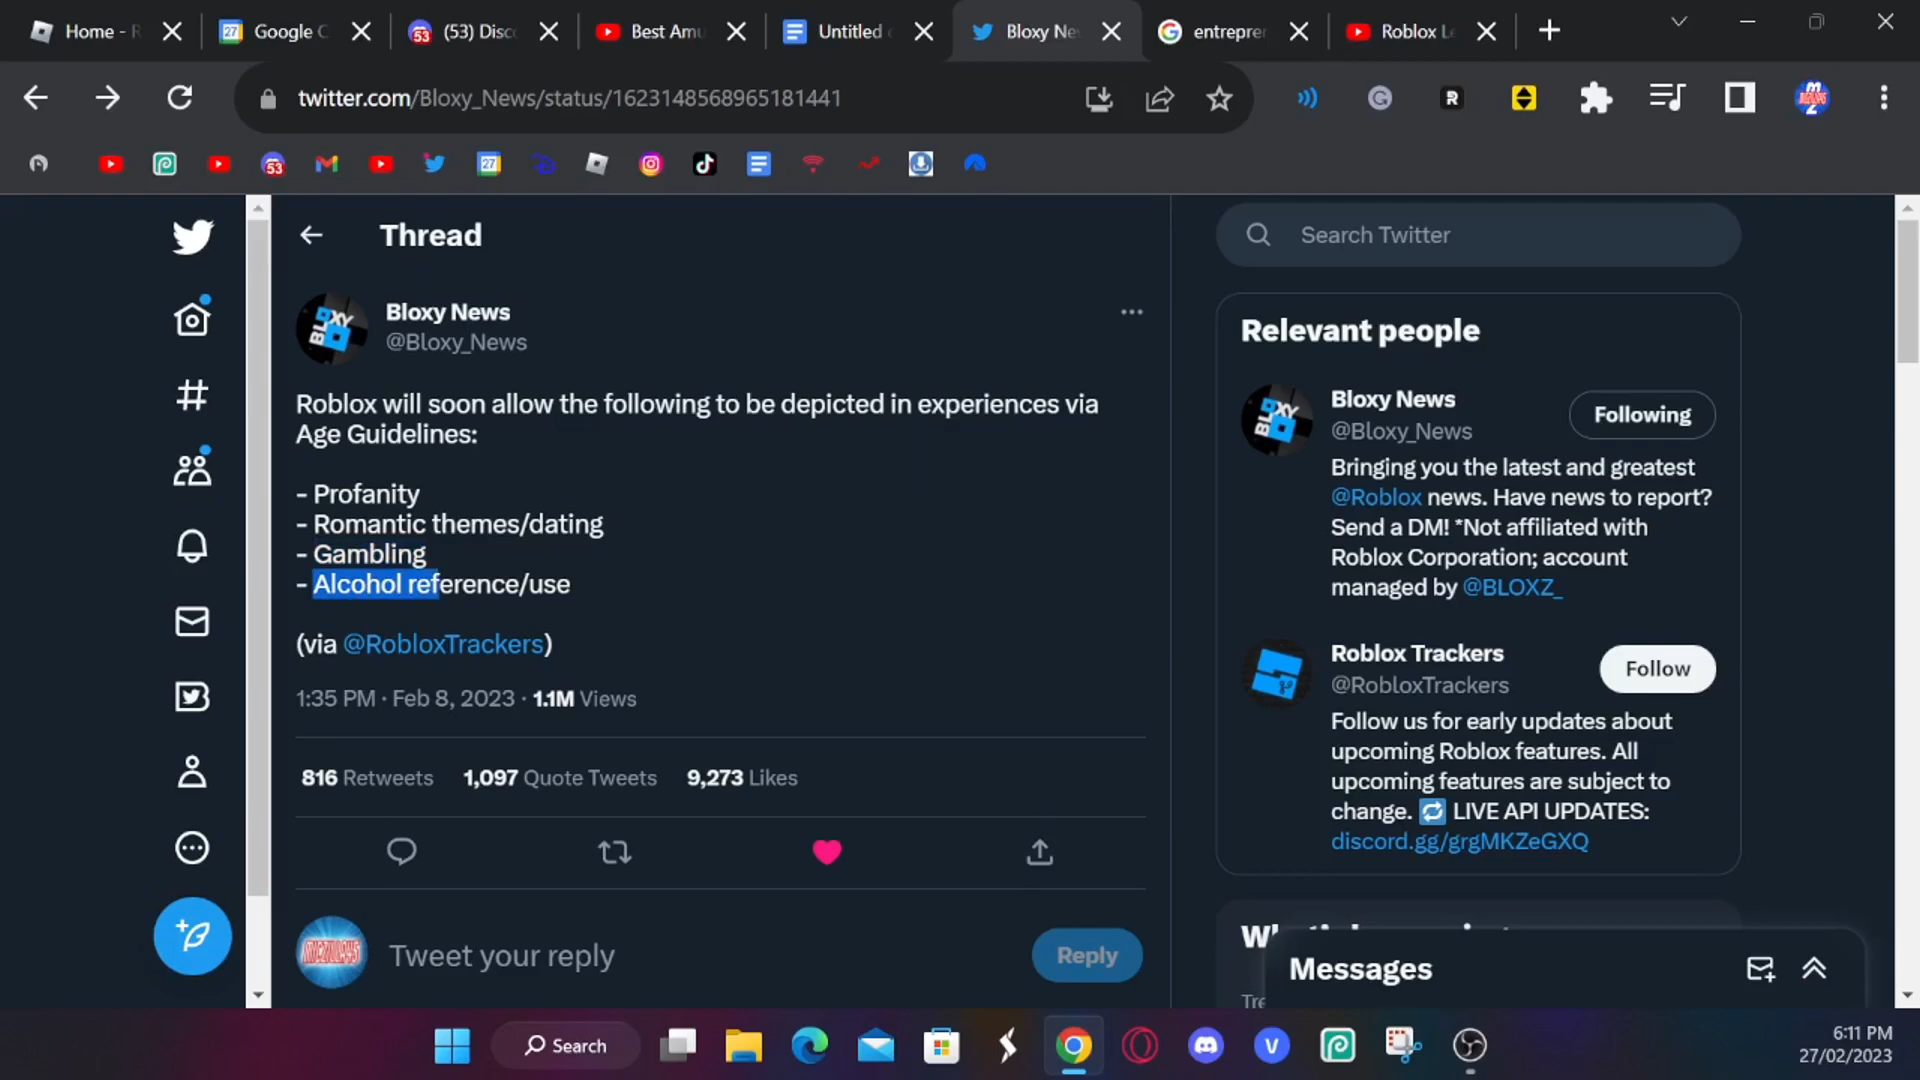 Home - R
Google C
(53) Disc
Best Amu
Untitled
Bloxy Ne
entrepren
Roblox Le
twitter.com/Bloxy_News/status/1623148568965181441
Thread
Search Twitter
Bloxy News
@Bloxy_News
Roblox will soon allow the following to be depicted in experiences via
Age Guidelines:
- Profanity
- Romantic themes/dating
- Gambling
- Alcohol reference/use
(via @RobloxTrackers)
1:35 PM · Feb 8, 2023 · 1.1M Views
816 Retweets 1,097 Quote Tweets 9,273 Likes
Tweet your reply
Reply
Relevant people
Bloxy News
@Bloxy_News
Following
Bringing you the latest and greatest
@Roblox news. Have news to report?
Send a DM! *Not affiliated with
Roblox Corporation; account
managed by @BLOXZ_
Roblox Trackers
@RobloxTrackers
Follow
Follow us for early updates about
upcoming Roblox features. All
upcoming features are subject to
change. LIVE API UPDATES:
discord.gg/grgMKZeGXQ
Messages
Search
6:11 PM
27/02/2023